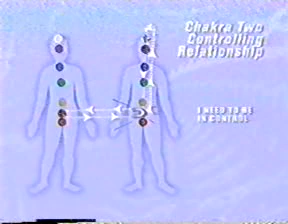 Chakra Two
Controlling
Relationship
I NEED TO BE
IN CONTROL